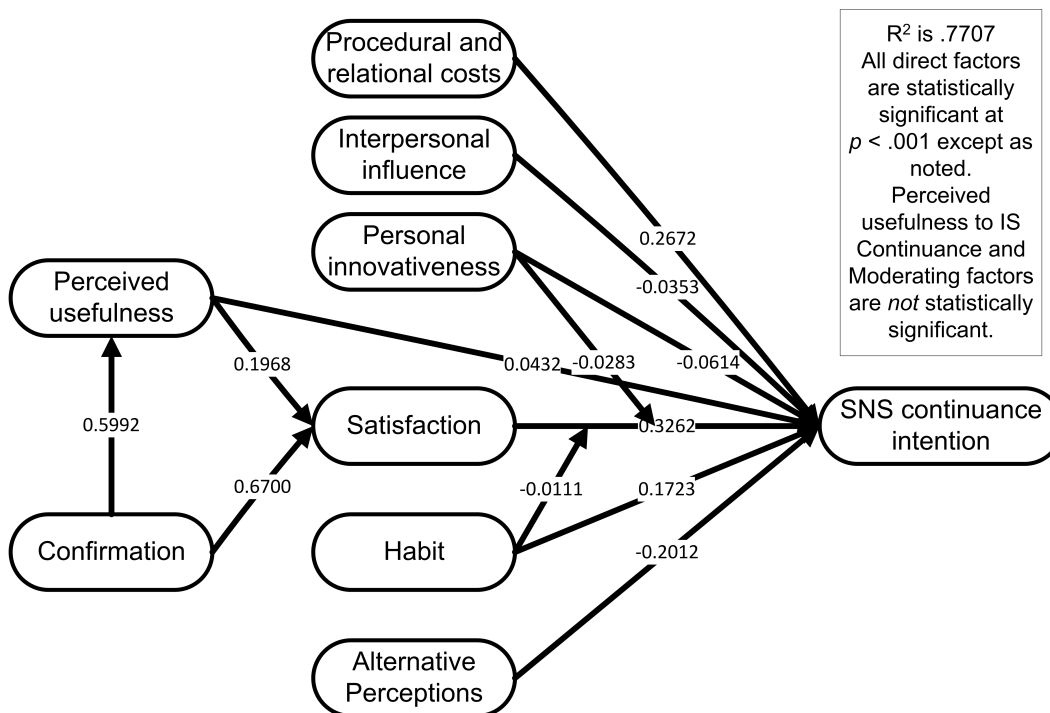 Procedural and
relational costs
Interpersonal
influence
Personal
innovativeness
Perceived
usefulness
Satisfaction
Confirmation
Habit
Alternative
Perceptions
SNS continuance
intention
0.2672
-0.0353
-0.0614
-0.0283
0.0432
0.1968
0.5992
0.3262
0.6700
-0.0111
0.1723
-0.2012
R² is .7707
All direct factors
are statistically
significant at
p < .001 except as
noted.
Perceived
usefulness to IS
Continuance and
Moderating factors
are not statistically
significant.